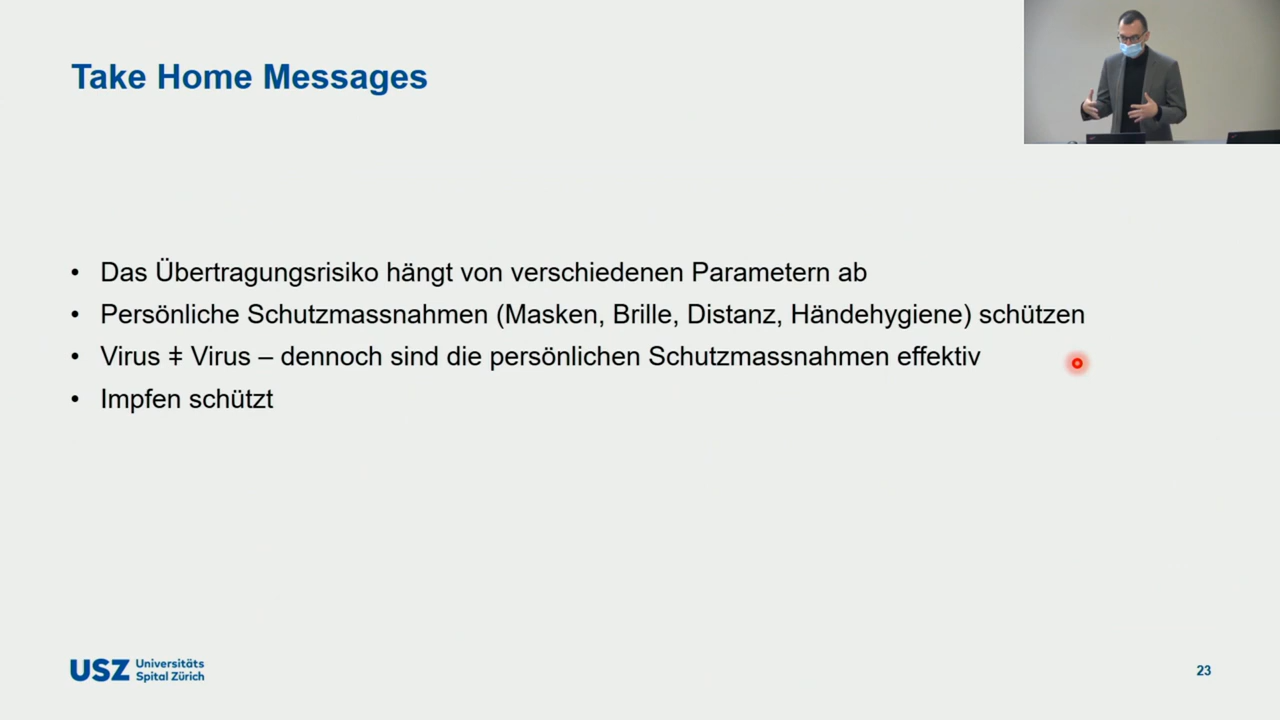 Take Home Messages
• Das Übertragungsrisiko hängt von verschiedenen Parametern ab
• Persönliche Schutzmassnahmen (Masken, Brille, Distanz, Händehygiene) schützen
• Virus ‡ Virus – dennoch sind die persönlichen Schutzmassnahmen effektiv
• Impfen schützt
USZ Universitäts
Spital Zürich
23